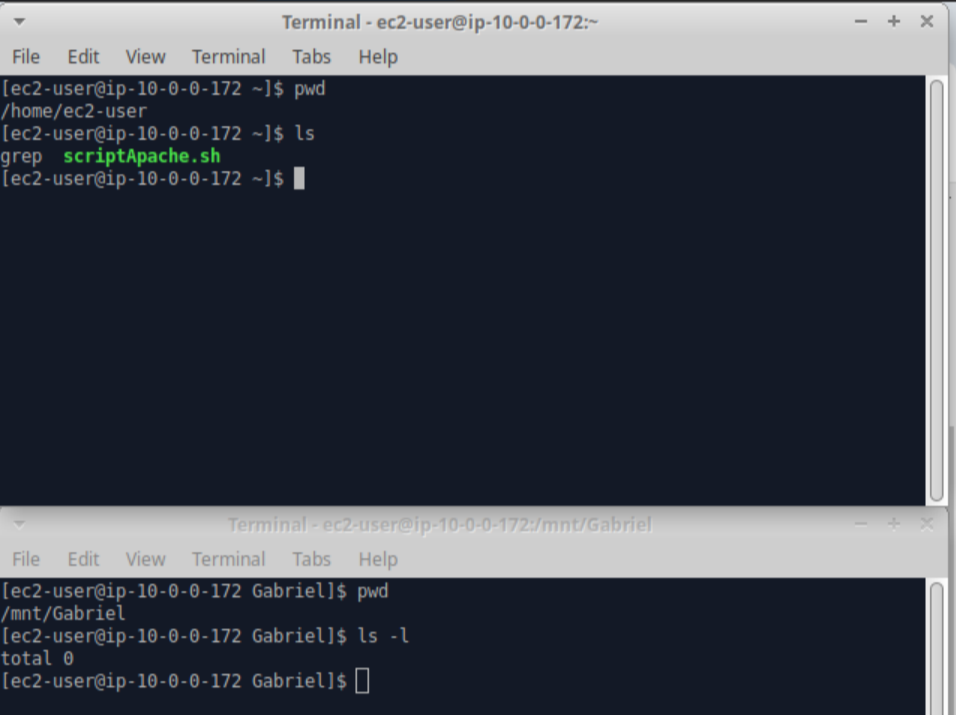 Terminal - ec2-user@ip-10-0-0-172:~
File Edit View Terminal Tabs Help
[ec2-user@ip-10-0-0-172 ~]$ pwd
/home/ec2-user
[ec2-user@ip-10-0-0-172 ~]$ ls
grep  scriptApache.sh
[ec2-user@ip-10-0-0-172 ~]$
Terminal - ec2-user@ip-10-0-0-172:/mnt/Gabriel
File Edit View Terminal Tabs Help
[ec2-user@ip-10-0-0-172 Gabriel]$ pwd
/mnt/Gabriel
[ec2-user@ip-10-0-0-172 Gabriel]$ ls -l
total 0
[ec2-user@ip-10-0-0-172 Gabriel]$